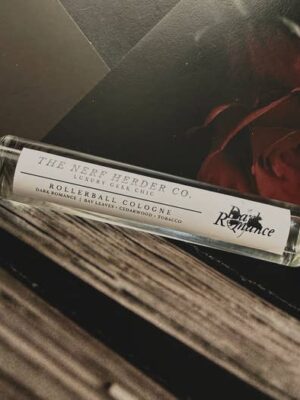 THE NERF HERDER CO.
LUXURY GEEK CHIC
ROLLERBALL COLOGNE
DARK ROMANCE | BAY LEAVES • CEDARWOOD • TOBACCO
Dark
Romance